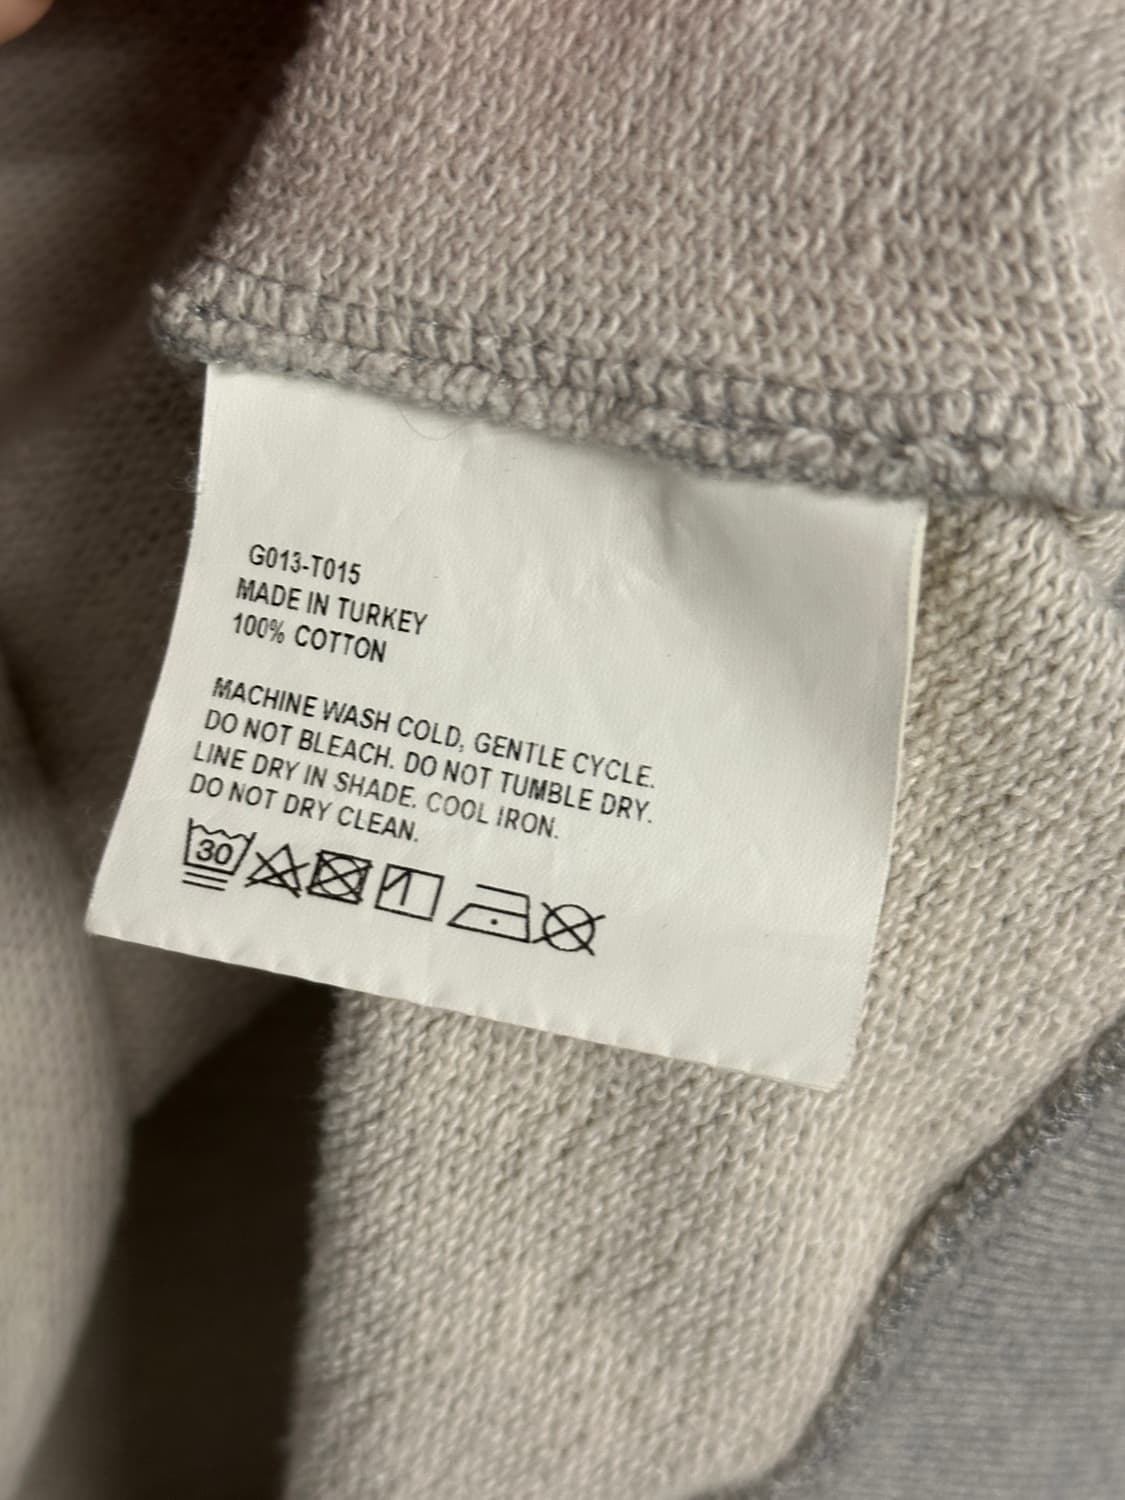 G013-T015
MADE IN TURKEY
100% COTTON
MACHINE WASH COLD, GENTLE CYCLE.
DO NOT BLEACH. DO NOT TUMBLE DRY.
LINE DRY IN SHADE. COOL IRON.
DO NOT DRY CLEAN.
30